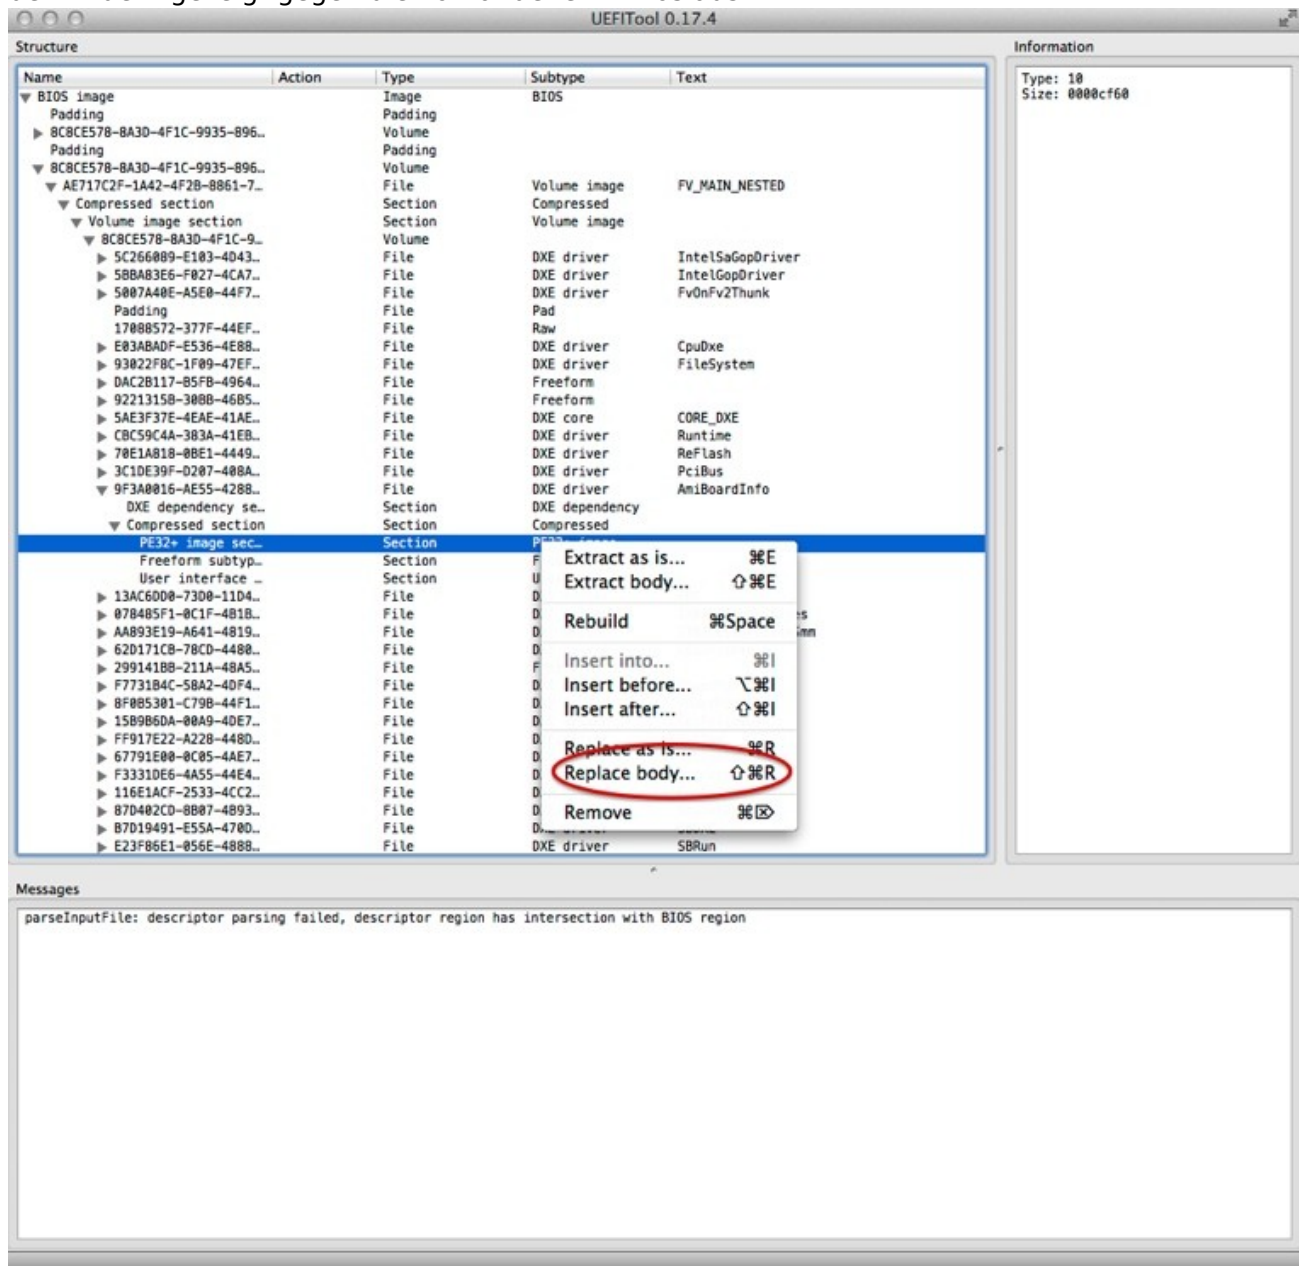 UEFITool 0.17.4
Structure
Information
Name Action Type Subtype Text
Type: 10
Size: 0000cf60
BIOS image Image BIOS
Padding Padding
8C8CE578-8A3D-4F1C-9935-896… Volume
Padding Padding
8C8CE578-8A3D-4F1C-9935-896… Volume
AE717C2F-1A42-4F2B-8861-7… File Volume image FV_MAIN_NESTED
Compressed section Section Compressed
Volume image section Section Volume image
8C8CE578-8A3D-4F1C-9… Volume
5C266089-E103-4D43… File DXE driver IntelSaGopDriver
5BBA83E6-F027-4CA7… File DXE driver IntelGopDriver
5007A40E-A5E0-44F7… File DXE driver FvOnFv2Thunk
Padding File Pad
17088572-377F-44EF… File Raw
E03ABADF-E536-4E88… File DXE driver CpuDxe
93022F8C-1F09-47EF… File DXE driver FileSystem
DAC2B117-B5FB-4964… File Freeform
9221315B-30BB-46B5… File Freeform
5AE3F37E-4EAE-41AE… File DXE core CORE_DXE
CBC59C4A-383A-41EB… File DXE driver Runtime
70E1A818-0BE1-4449… File DXE driver ReFlash
3C1DE39F-D207-408A… File DXE driver PciBus
9F3A0016-AE55-4288… File DXE driver AmiBoardInfo
DXE dependency se… Section DXE dependency
Compressed section Section Compressed
PE32+ image sec… Section PE32+ image
Freeform subtyp… Section F
User interface … Section U
13AC6DD0-73D0-11D4… File D
078485F1-0C1F-4B1B… File D s
AA893E19-A641-4819… File D Smm
62D171CB-78CD-4480… File D
299141BB-211A-48A5… File F
F7731B4C-58A2-4DF4… File D
8F0B5301-C79B-44F1… File D
15B9B6DA-00A9-4DE7… File D
FF917E22-A228-448D… File D
67791E00-0C05-4AE7… File D
F3331DE6-4A55-44E4… File D
116E1ACF-2533-4CC2… File D
87D402CD-8B07-4B93… File D
B7D19491-E55A-470D… File DXE driver SBDXE
E23F86E1-056E-4888… File DXE driver SBRun
Extract as is... ⌘E
Extract body... ⇧⌘E
Rebuild ⌘Space
Insert into... ⌘I
Insert before... ⌥⌘I
Insert after... ⇧⌘I
Replace as is... ⌘R
Replace body... ⇧⌘R
Remove ⌘⌦
Messages
parseInputFile: descriptor parsing failed, descriptor region has intersection with BIOS region